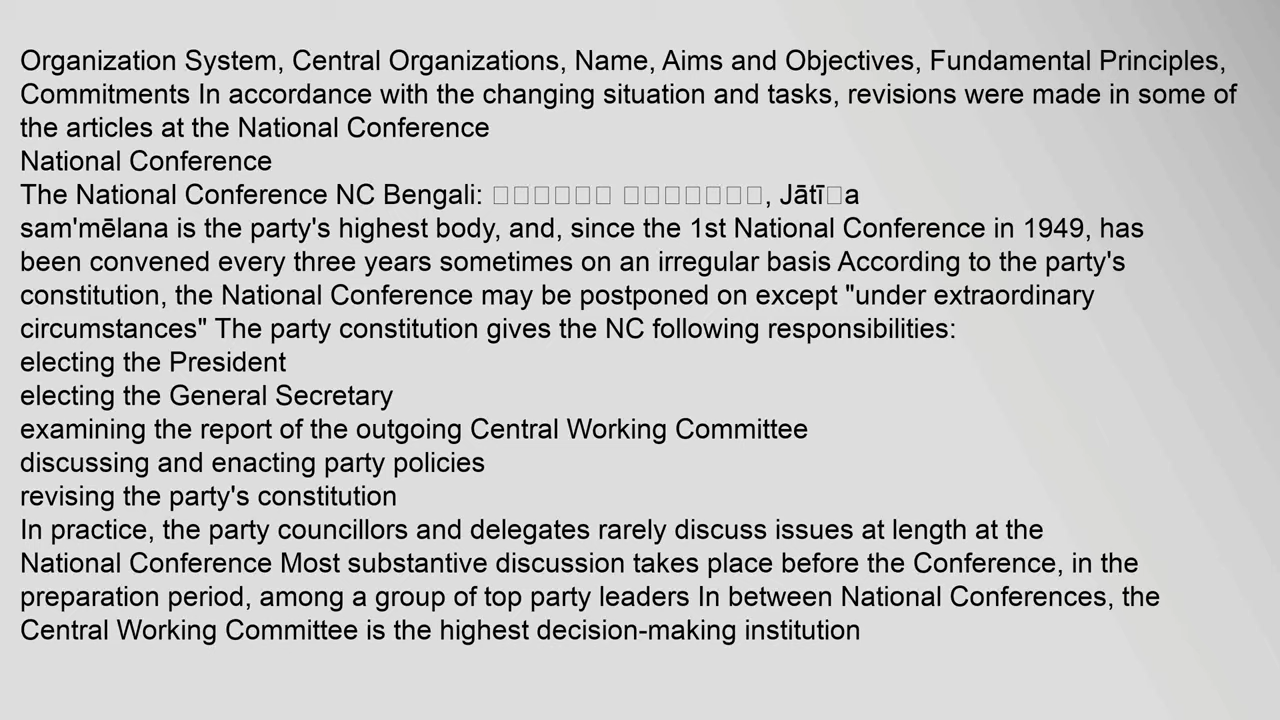 Organization System, Central Organizations, Name, Aims and Objectives, Fundamental Principles,
Commitments In accordance with the changing situation and tasks, revisions were made in some of
the articles at the National Conference
National Conference
The National Conference NC Bengali: □□□□□□ □□□□□□□, Jātī□a
sam'mēlana is the party's highest body, and, since the 1st National Conference in 1949, has
been convened every three years sometimes on an irregular basis According to the party's
constitution, the National Conference may be postponed on except "under extraordinary
circumstances" The party constitution gives the NC following responsibilities:
electing the President
electing the General Secretary
examining the report of the outgoing Central Working Committee
discussing and enacting party policies
revising the party's constitution
In practice, the party councillors and delegates rarely discuss issues at length at the
National Conference Most substantive discussion takes place before the Conference, in the
preparation period, among a group of top party leaders In between National Conferences, the
Central Working Committee is the highest decision-making institution